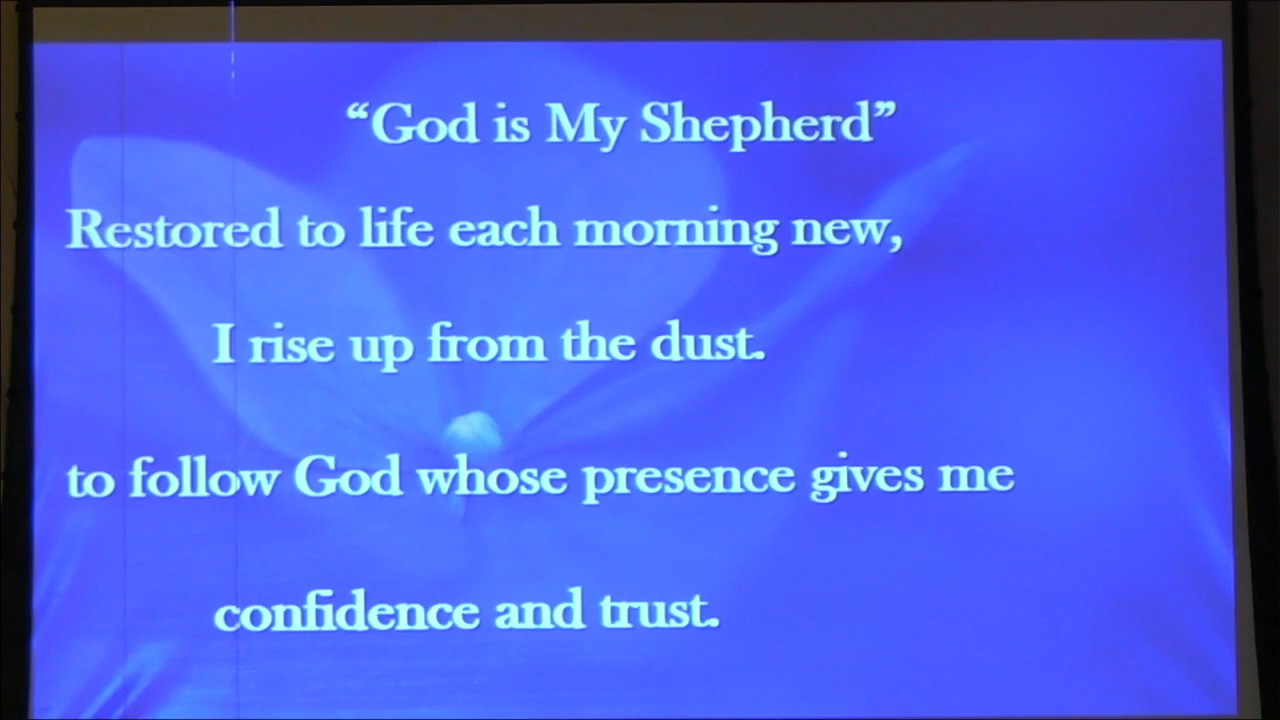 “God is My Shepherd”
Restored to life each morning new,
I rise up from the dust.
to follow God whose presence gives me
confidence and trust.